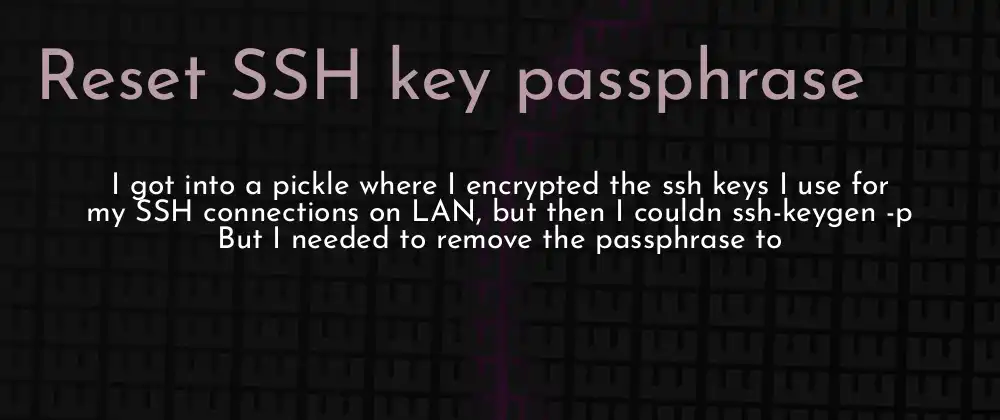 Reset SSH key passphrase
I got into a pickle where I encrypted the ssh keys I use for
my SSH connections on LAN, but then I couldn ssh-keygen -p
But I needed to remove the passphrase to